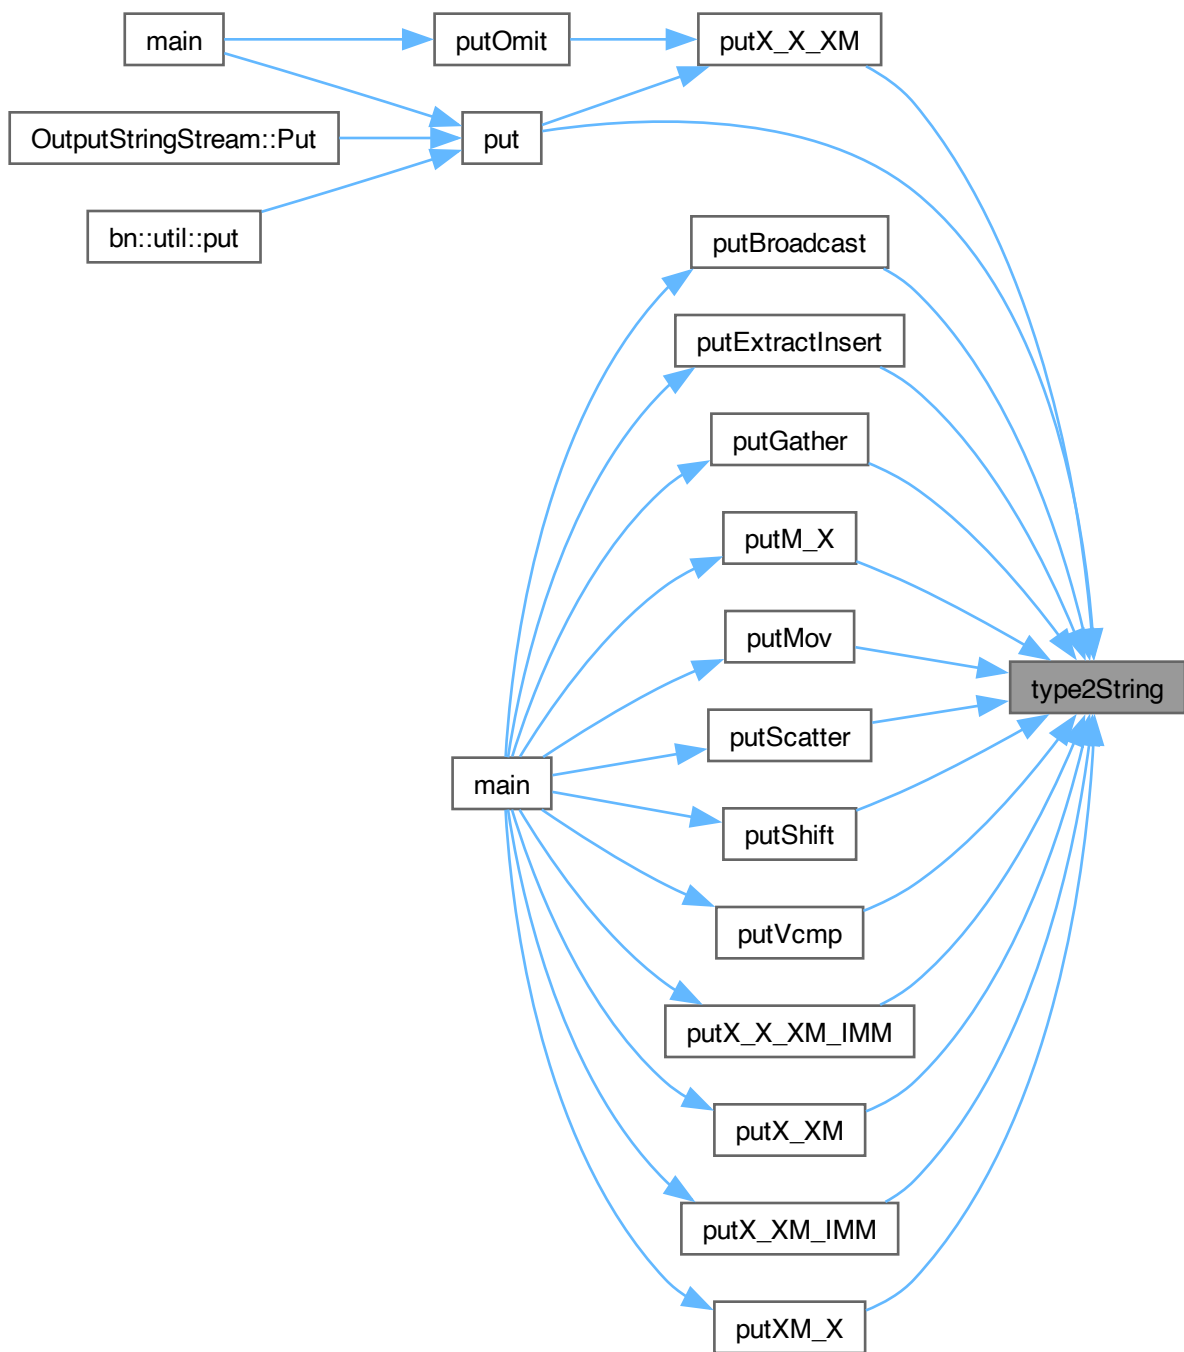 main
putOmit
putX_X_XM
OutputStringStream::Put
put
bn::util::put
putBroadcast
putExtractInsert
putGather
putM_X
putMov
type2String
putScatter
main
putShift
putVcmp
putX_X_XM_IMM
putX_XM
putX_XM_IMM
putXM_X